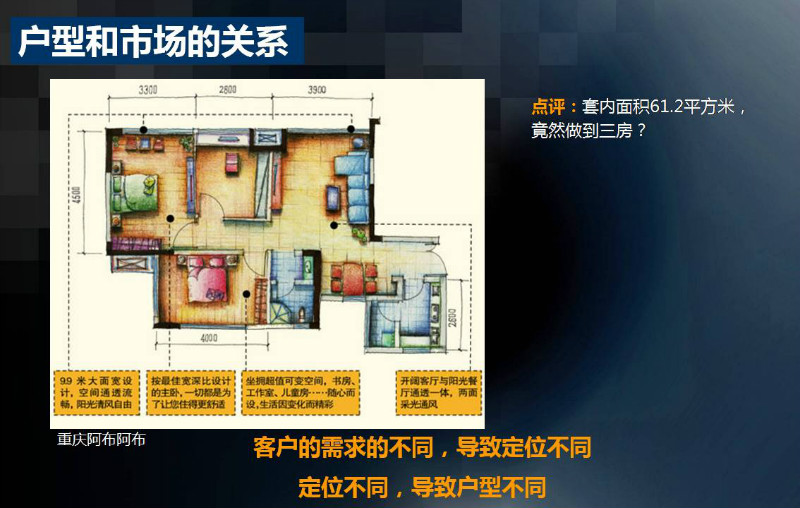 户型和市场的关系
3300 2800 3900
4500
4000
2800
点评：套内面积61.2平方米，
竟然做到三房？
9.9 米大面宽设
计，空间通透流
畅，阳光清风自由
按最佳宽深比设计
的主卧，一切都是为
了让您住得更舒适
坐拥超值可变空间，书房、
工作室、儿童房……随心而
设，生活因变化而精彩
开阔客厅与阳光餐
厅通透一体，两面
采光通风
重庆阿布阿布
客户的需求的不同，导致定位不同
定位不同，导致户型不同